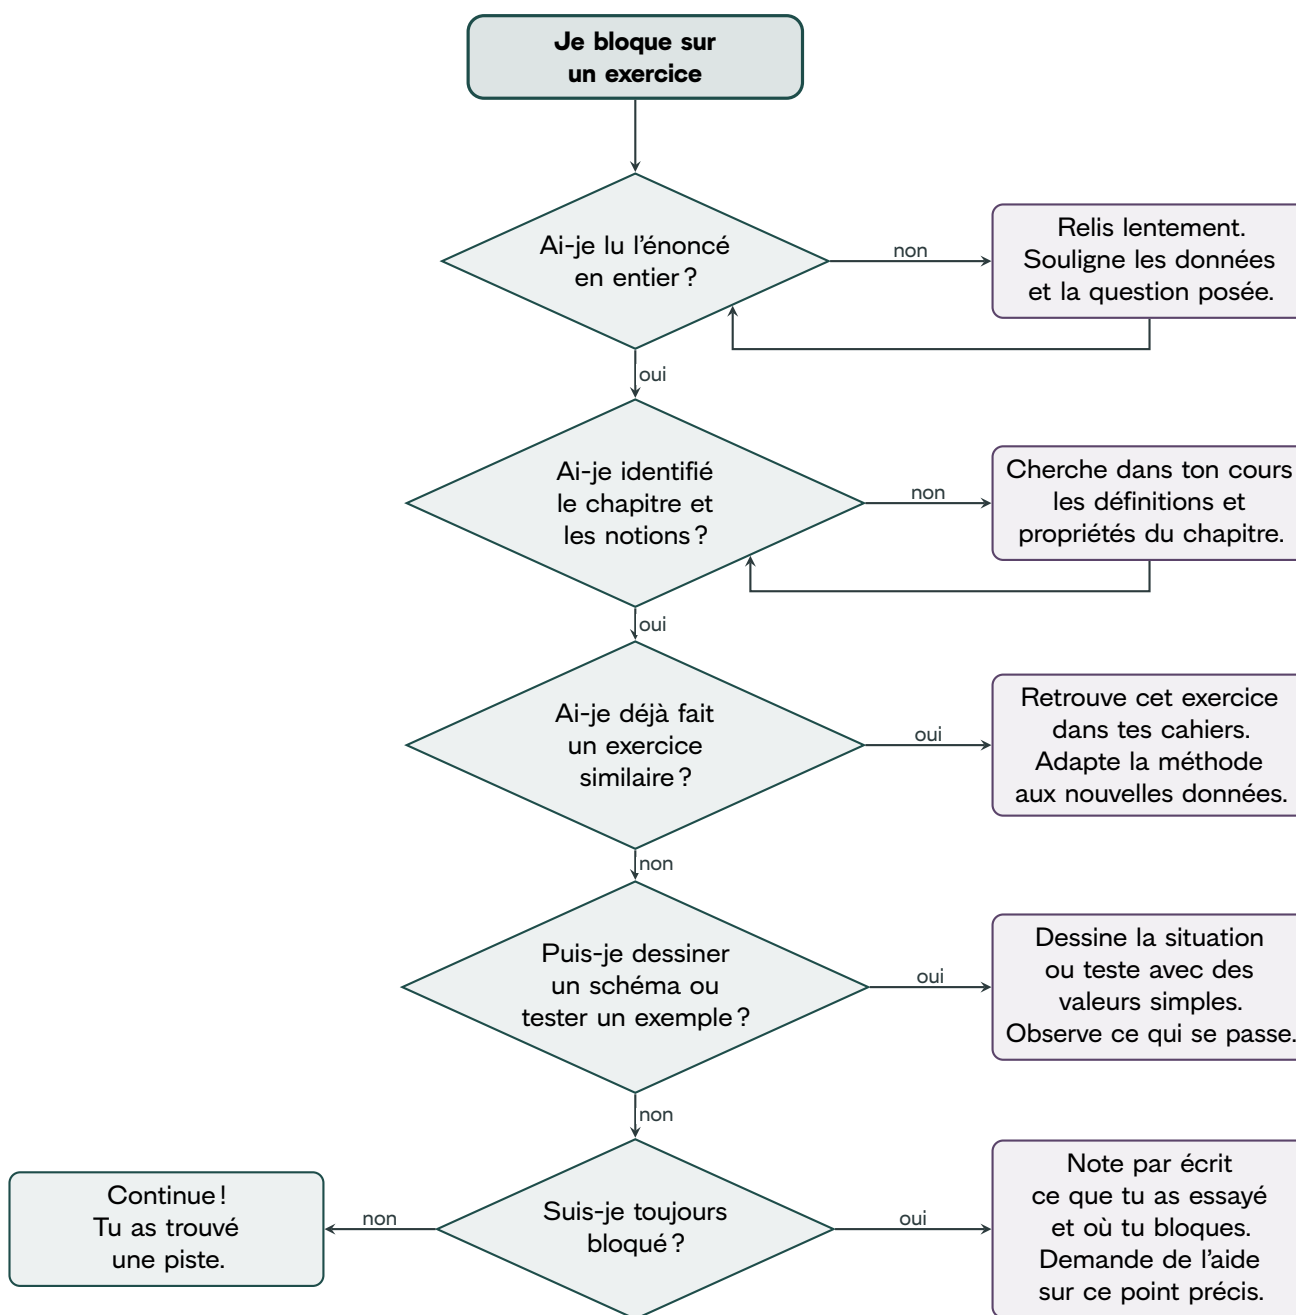 Je bloque sur
un exercice
Ai-je lu l’énoncé
en entier ?
non
Relis lentement.
Souligne les données
et la question posée.
oui
Ai-je identifié
le chapitre et
les notions ?
non
Cherche dans ton cours
les définitions et
propriétés du chapitre.
oui
Ai-je déjà fait
un exercice
similaire ?
oui
Retrouve cet exercice
dans tes cahiers.
Adapte la méthode
aux nouvelles données.
non
Puis-je dessiner
un schéma ou
tester un exemple ?
oui
Dessine la situation
ou teste avec des
valeurs simples.
Observe ce qui se passe.
non
Suis-je toujours
bloqué ?
non
Continue !
Tu as trouvé
une piste.
oui
Note par écrit
ce que tu as essayé
et où tu bloques.
Demande de l’aide
sur ce point précis.